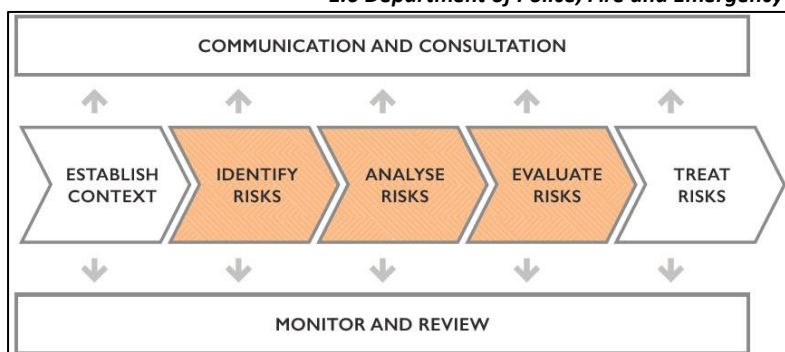 Department of Police, Fire and Emergency
COMMUNICATION AND CONSULTATION
ESTABLISH
CONTEXT
IDENTIFY
RISKS
ANALYSE
RISKS
EVALUATE
RISKS
TREAT
RISKS
MONITOR AND REVIEW